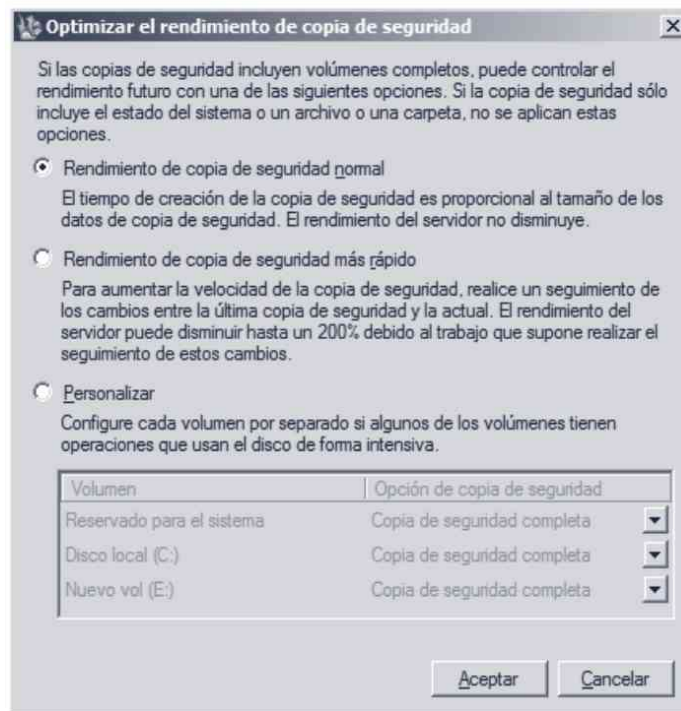 Optimizar el rendimiento de copia de seguridad
Si las copias de seguridad incluyen volúmenes completos, puede controlar el
rendimiento futuro con una de las siguientes opciones. Si la copia de seguridad sólo
incluye el estado del sistema o un archivo o una carpeta, no se aplican estas
opciones.
Rendimiento de copia de seguridad normal
El tiempo de creación de la copia de seguridad es proporcional al tamaño de los
datos de copia de seguridad. El rendimiento del servidor no disminuye.
Rendimiento de copia de seguridad más rápido
Para aumentar la velocidad de la copia de seguridad, realice un seguimiento de
los cambios entre la última copia de seguridad y la actual. El rendimiento del
servidor puede disminuir hasta un 200% debido al trabajo que supone realizar el
seguimiento de estos cambios.
Personalizar
Configure cada volumen por separado si algunos de los volúmenes tienen
operaciones que usan el disco de forma intensiva.
Volumen Opción de copia de seguridad
Reservado para el sistema Copia de seguridad completa
Disco local (C:) Copia de seguridad completa
Nuevo vol (E:) Copia de seguridad completa
Aceptar Cancelar